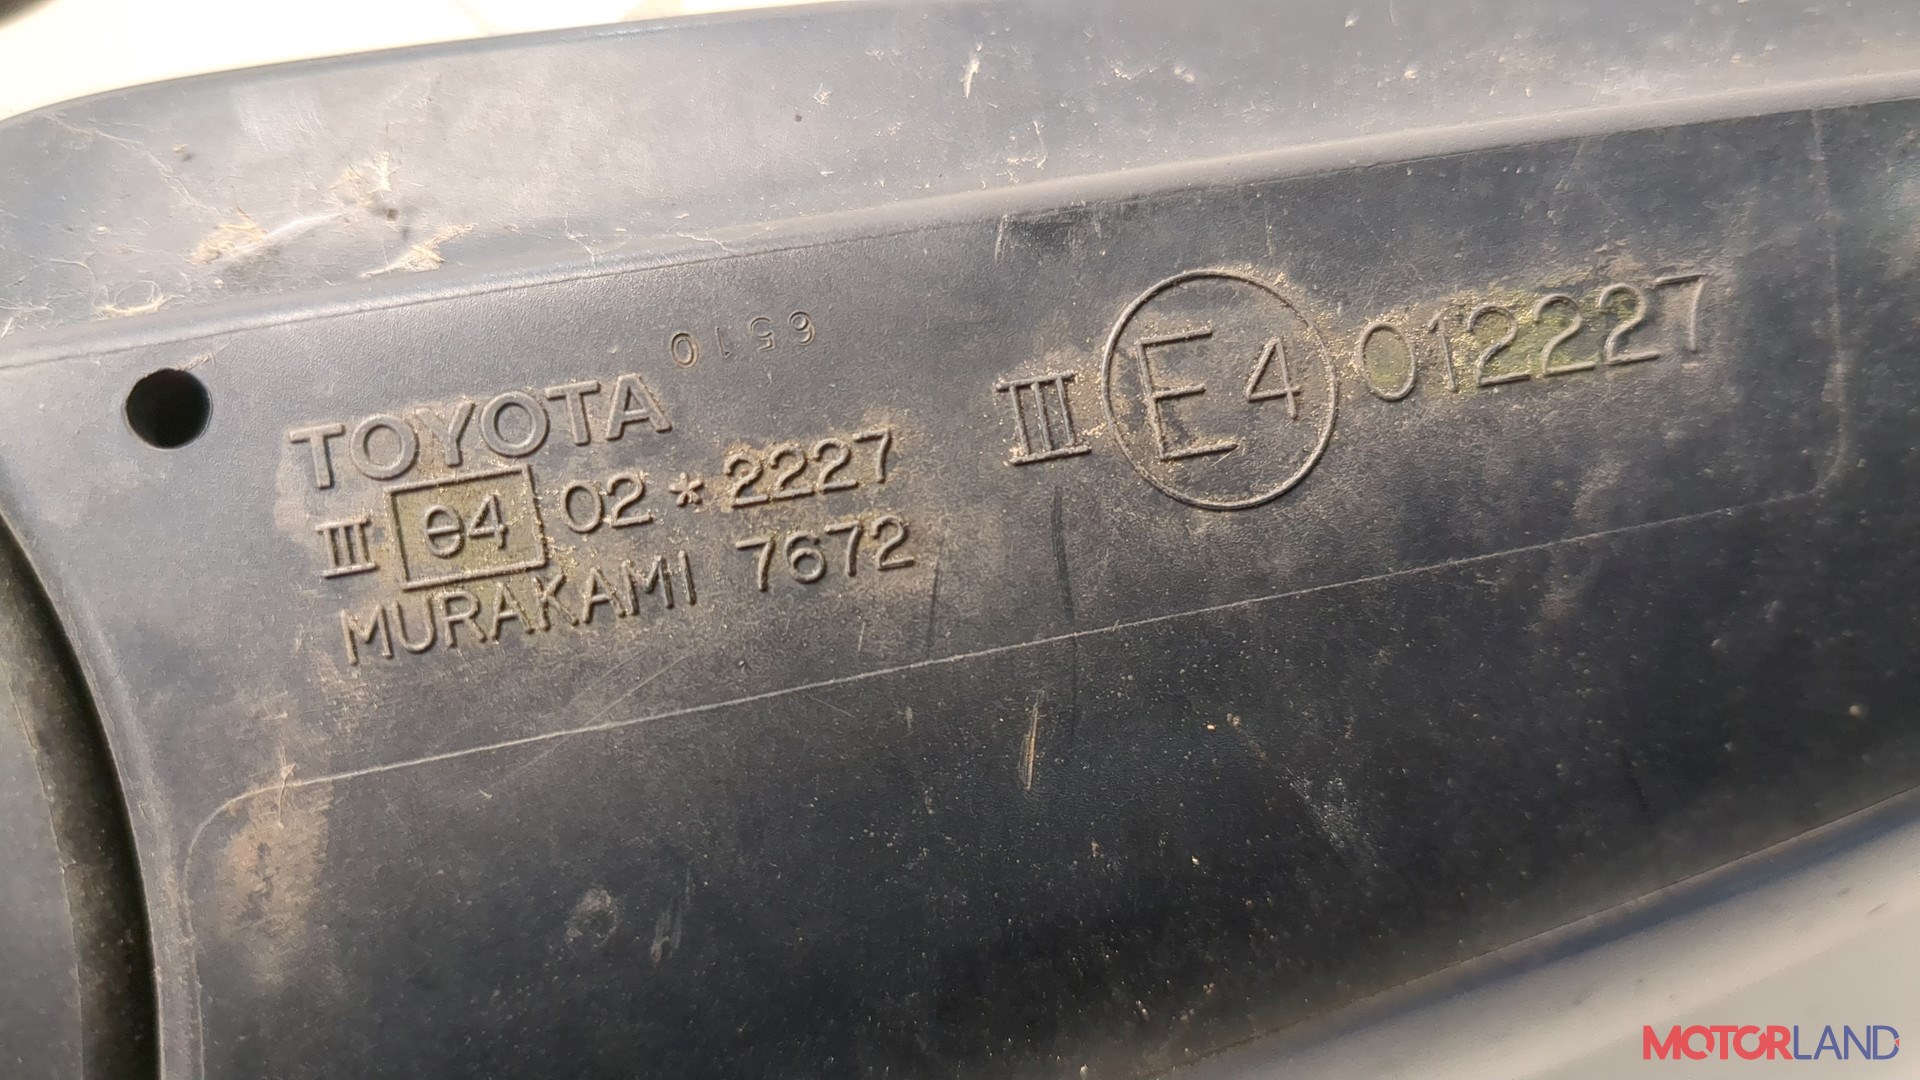 6510
TOYOTA
III e4 02*2227
MURAKAMI 7672
III E4 012227
MOTORLAND